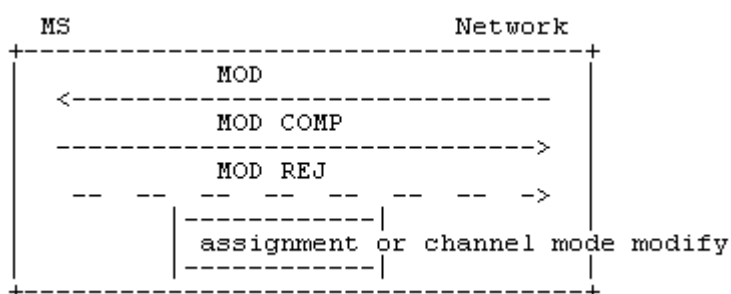 MS Network
MOD
MOD COMP
MOD REJ
assignment or channel mode modify